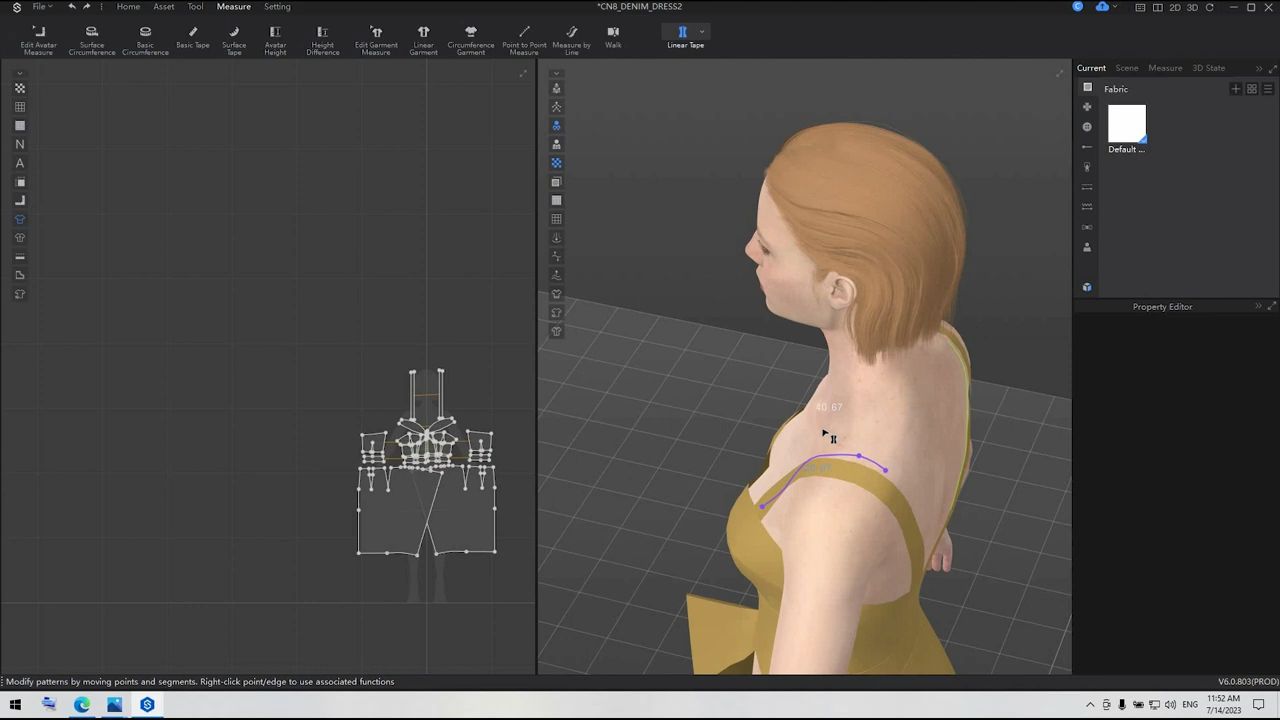 File Home Asset Tool Measure Setting *CN8_DENIM_DRESS2 2D 3D
Edit Avatar Measure
Surface Circumference
Basic Circumference
Basic Tape
Surface Tape
Avatar Height
Height Difference
Edit Garment Measure
Linear Garment
Circumference Garment
Point to Point Measure
Measure by Line
Walk
Linear Tape
Current Scene Measure 3D State
Fabric
Default ...
Property Editor
N
A
40.67
Modify patterns by moving points and segments. Right-click point/edge to use associated functions
V6.0.803(PROD)
ENG
11:52 AM
7/14/2023